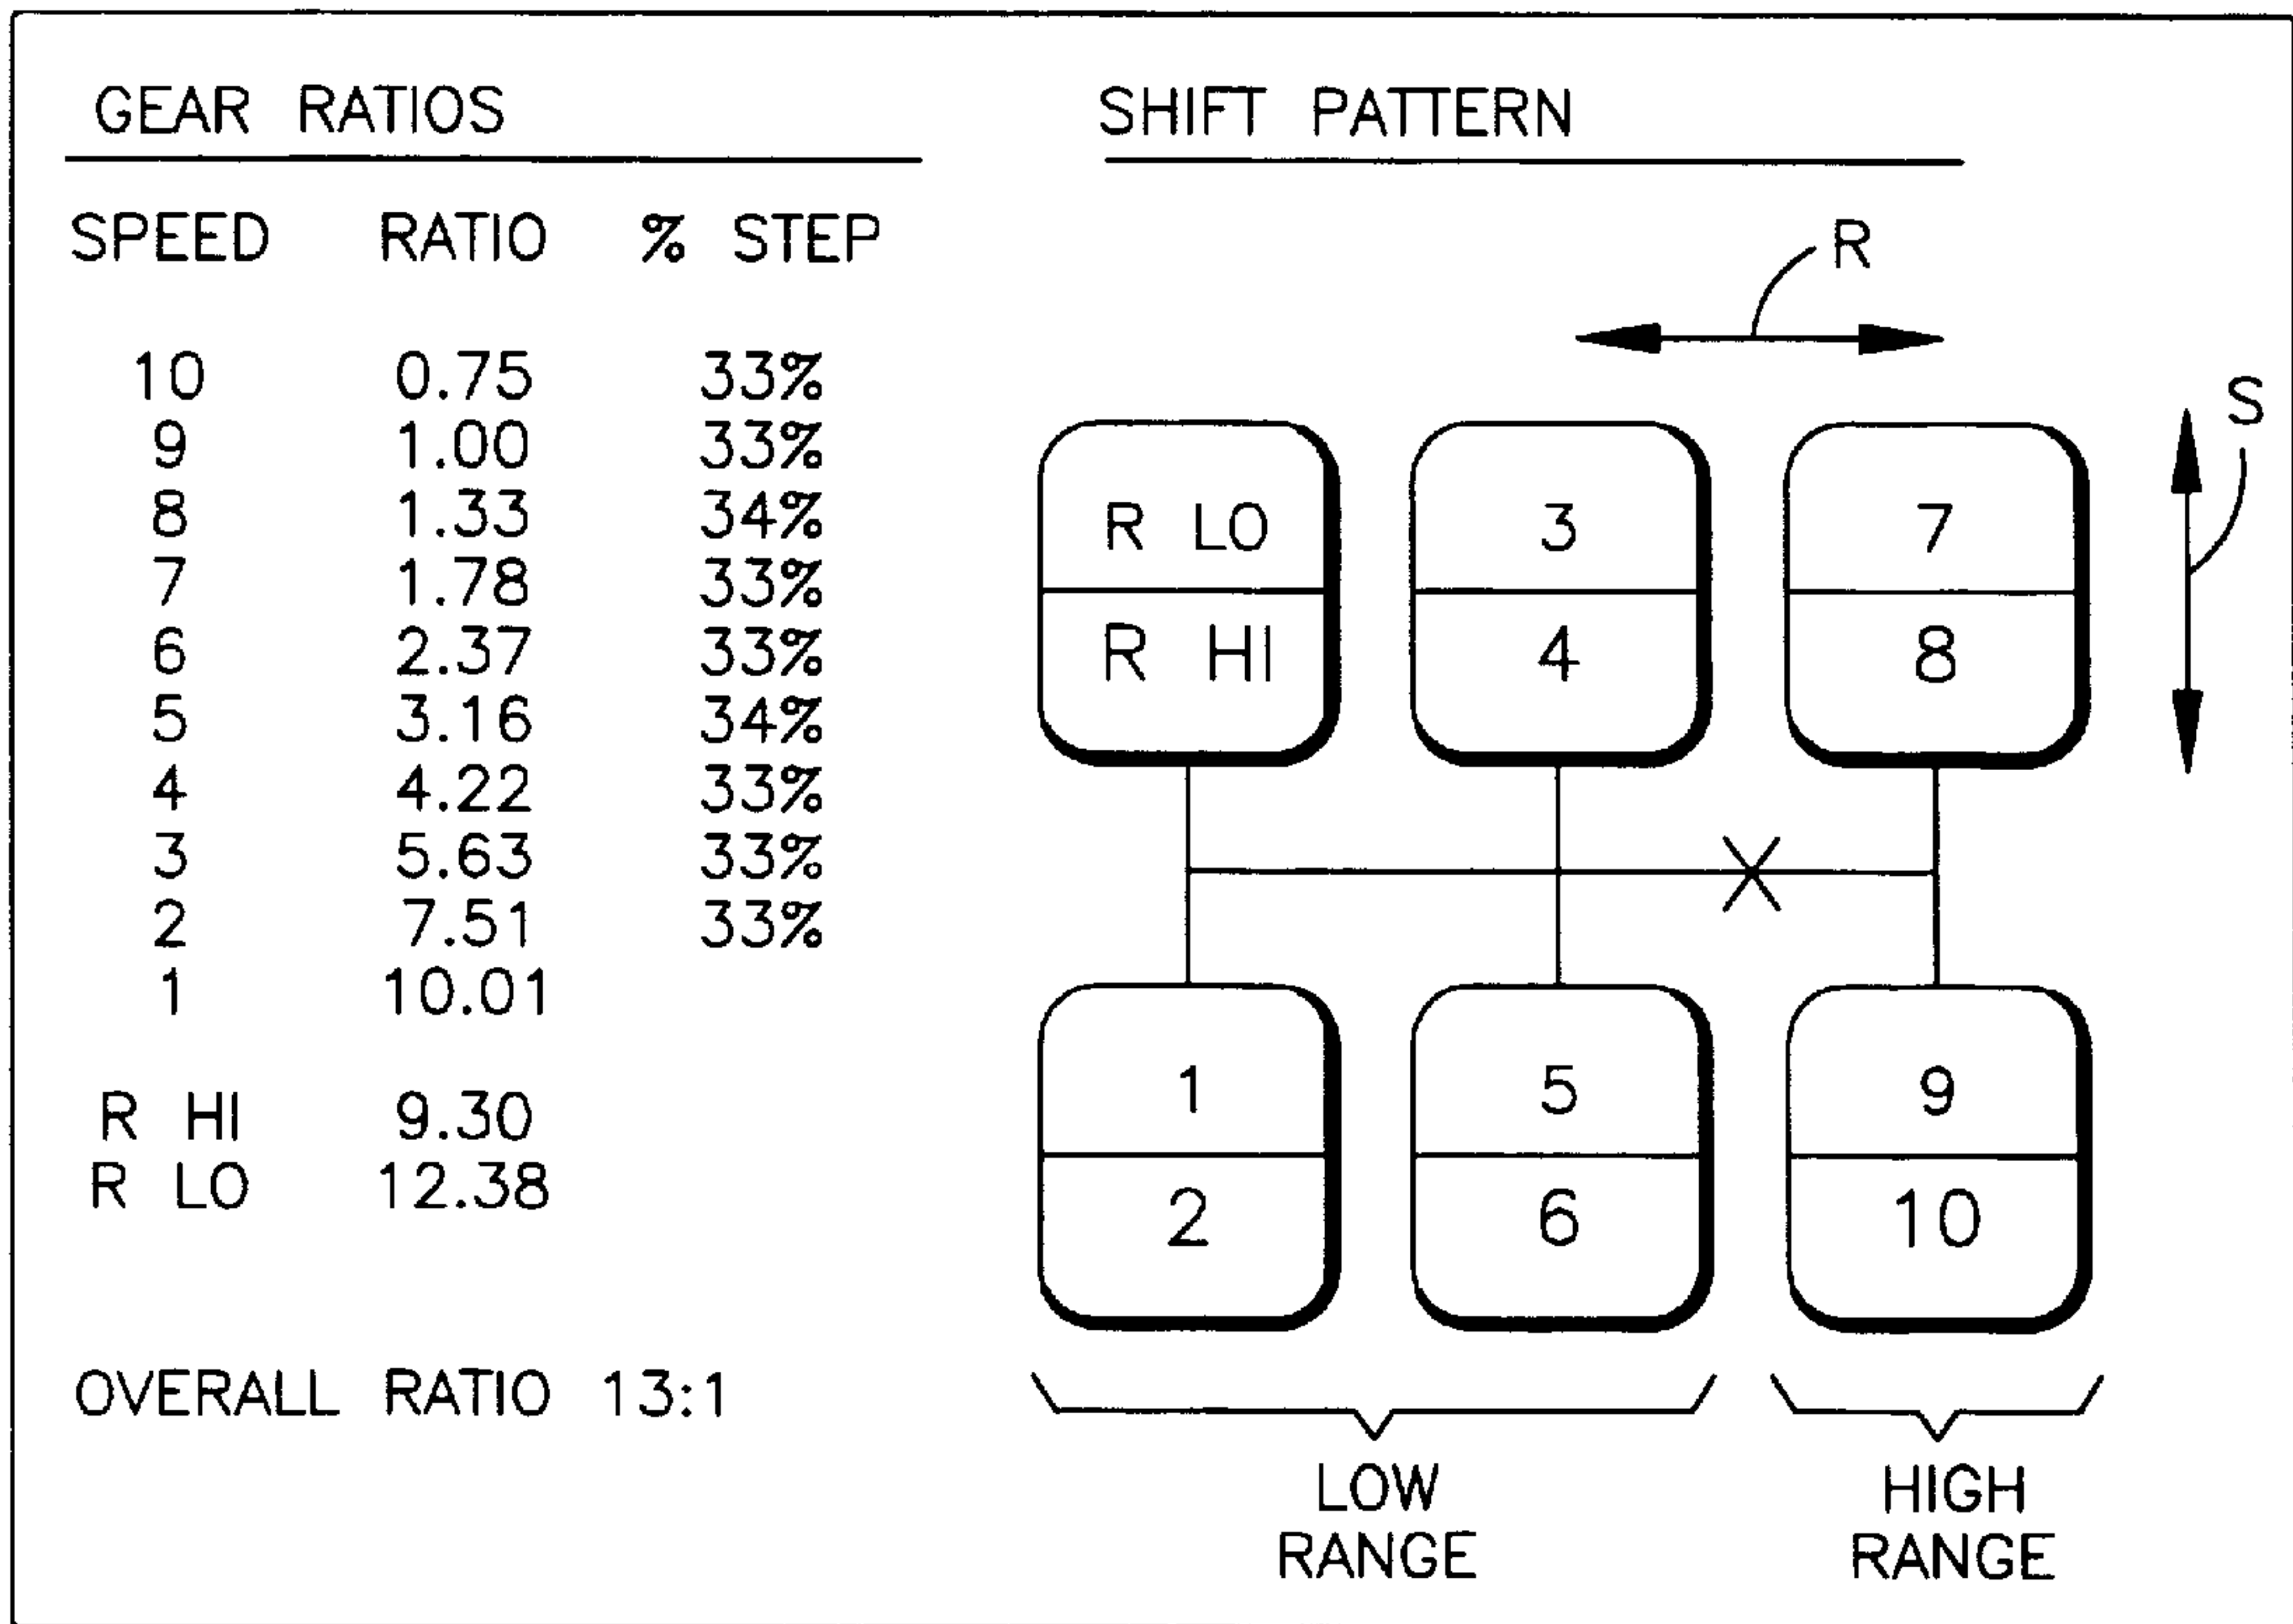 GEAR RATIOS
SPEED RATIO % STEP
10 0.75 33%
9 1.00 33%
8 1.33 34%
7 1.78 33%
6 2.37 33%
5 3.16 34%
4 4.22 33%
3 5.63 33%
2 7.51 33%
1 10.01
R HI 9.30
R LO 12.38
OVERALL RATIO 13:1
SHIFT PATTERN
R
S
R LO 3 7
R HI 4 8
X
1 5 9
2 6 10
LOW
RANGE
HIGH
RANGE